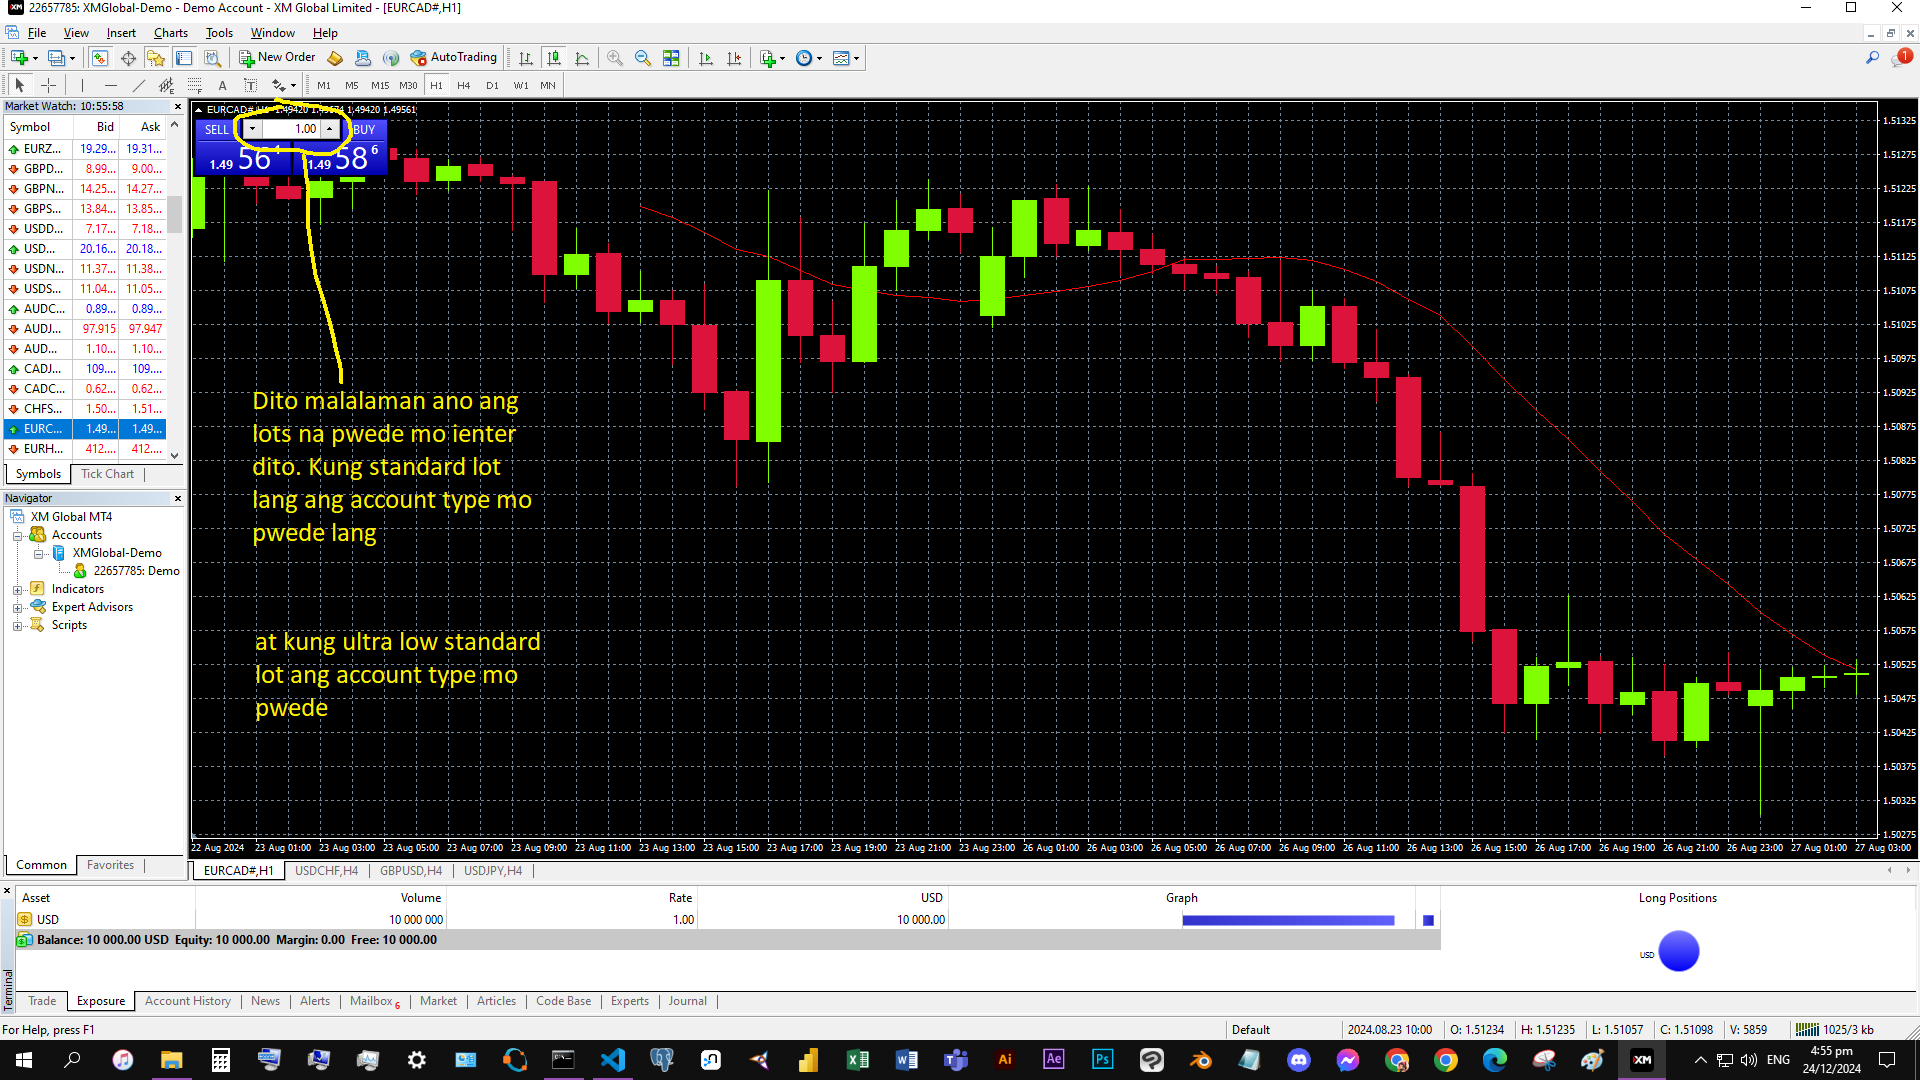 22657785: XMGlobal-Demo - Demo Account - XM Global Limited - [EURCAD#,H1]
File View Insert Charts Tools Window Help
New Order AutoTrading
A T M1 M5 M15 M30 H1 H4 D1 W1 MN
1
Market Watch: 10:55:58
Symbol Bid Ask
EURZ... 19.29... 19.31...
GBPD... 8.99... 9.00...
GBPN... 14.25... 14.27...
GBPS... 13.84... 13.85...
USDD... 7.17... 7.18...
USD... 20.16... 20.18...
USDN... 11.37... 11.38...
USDS... 11.04... 11.05...
AUDC... 0.89... 0.89...
AUDJ... 97.915 97.947
AUD... 1.10... 1.10...
CADJ... 109.... 109....
CADC... 0.62... 0.62...
CHFS... 1.50... 1.51...
EURC... 1.49... 1.49...
EURH... 412.... 412....
Symbols Tick Chart
Navigator
XM Global MT4
Accounts
XMGlobal-Demo
22657785: Demo
Indicators
Expert Advisors
Scripts
Common Favorites
1.49420 1.49561
SELL 1.00 BUY
1.49 56 1.49 58 6
Dito malalaman ano ang
lots na pwede mo ienter
dito. Kung standard lot
lang ang account type mo
pwede lang
at kung ultra low standard
lot ang account type mo
pwede
1.51325
1.51275
1.51225
1.51175
1.51125
1.51075
1.51025
1.50975
1.50925
1.50875
1.50825
1.50775
1.50725
1.50675
1.50625
1.50575
1.50525
1.50475
1.50425
1.50375
1.50325
1.50275
22 Aug 2024 23 Aug 01:00 23 Aug 03:00 23 Aug 05:00 23 Aug 07:00 23 Aug 09:00 23 Aug 11:00 23 Aug 13:00 23 Aug 15:00 23 Aug 17:00 23 Aug 19:00 23 Aug 21:00 23 Aug 23:00 26 Aug 01:00 26 Aug 03:00 26 Aug 05:00 26 Aug 07:00 26 Aug 09:00 26 Aug 11:00 26 Aug 13:00 26 Aug 15:00 26 Aug 17:00 26 Aug 19:00 26 Aug 21:00 26 Aug 23:00 27 Aug 01:00 27 Aug 03:00
EURCAD#,H1 USDCHF,H4 GBPUSD,H4 USDJPY,H4
Asset Volume Rate USD Graph Long Positions
USD 10 000 000 1.00 10 000.00
Balance: 10 000.00 USD Equity: 10 000.00 Margin: 0.00 Free: 10 000.00
USD
Terminal
Trade Exposure Account History News Alerts Mailbox 6 Market Articles Code Base Experts Journal
For Help, press F1 Default 2024.08.23 10:00 O: 1.51234 H: 1.51235 L: 1.51057 C: 1.51098 V: 5859 1025/3 kb
Ai Ae Ps XM ENG 4:55 pm
24/12/2024